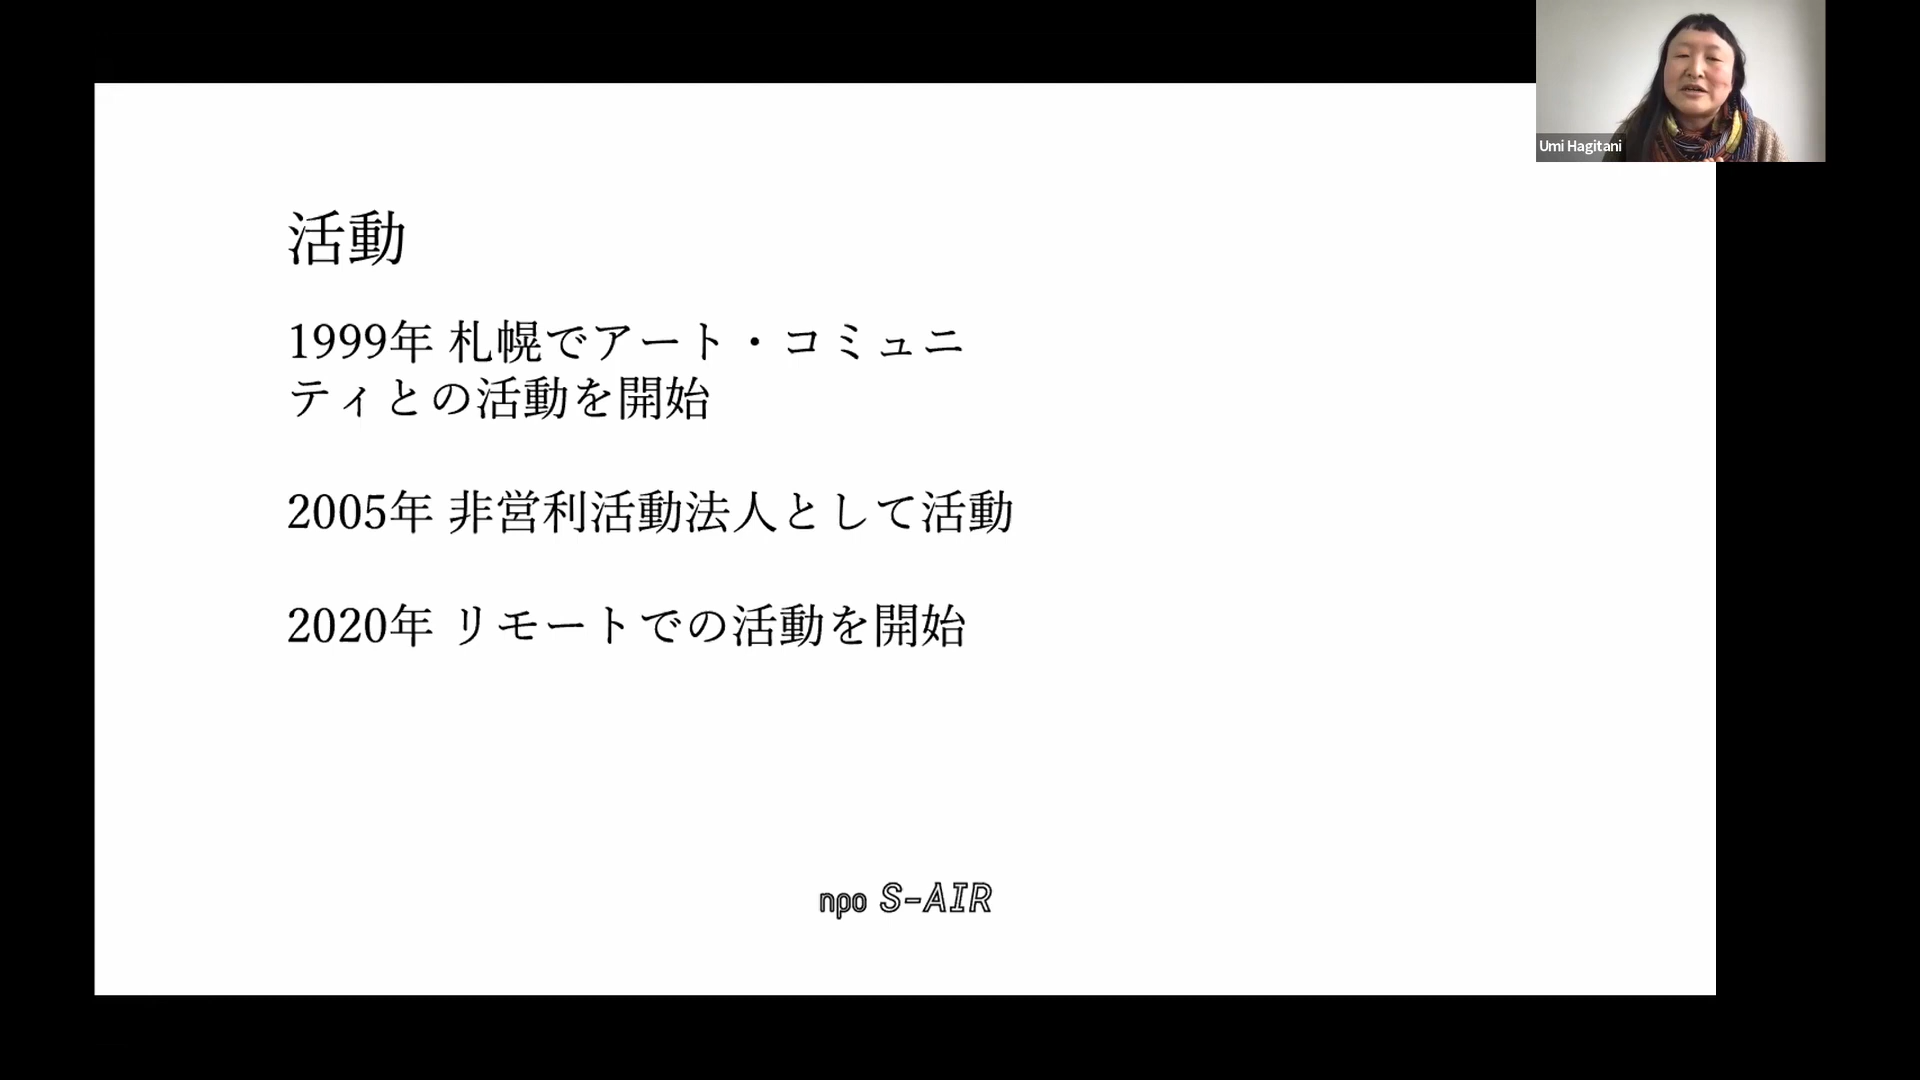 Umi Hagitani
活動
1999年 札幌でアート・コミュニ
ティとの活動を開始
2005年 非営利活動法人として活動
2020年 リモートでの活動を開始
npo S-AIR